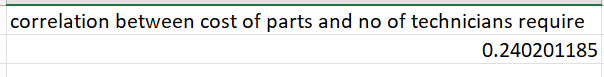 correlation between cost of parts and no of technicians require
0.240201185